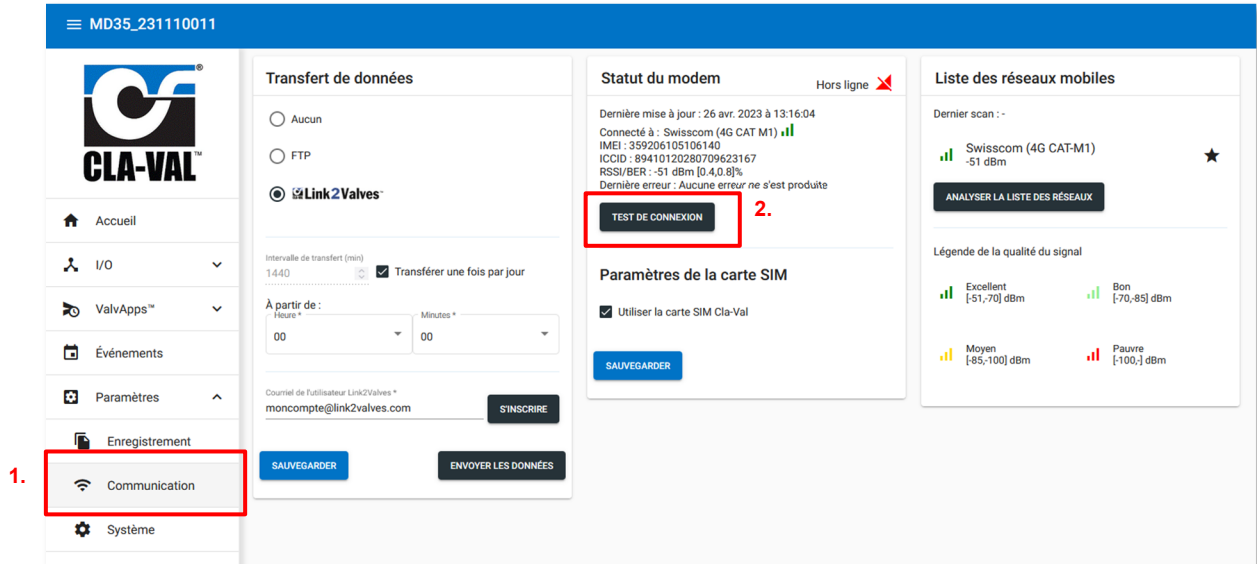 MD35_231110011
®
CLA-VAL™
Accueil
I/O
ValvApps™
Événements
Paramètres
Enregistrement
1.
Communication
Système
Transfert de données
Aucun
FTP
Link2Valves™
Intervalle de transfert (min)
1440
Transférer une fois par jour
À partir de :
Heure *
Minutes *
00
00
Courriel de l'utilisateur Link2Valves *
moncompte@link2valves.com
S'INSCRIRE
SAUVEGARDER
ENVOYER LES DONNÉES
Statut du modem
Hors ligne
Dernière mise à jour : 26 avr. 2023 à 13:16:04
Connecté à : Swisscom (4G CAT M1)
IMEI : 359206105106140
ICCID : 89410120280709623167
RSSI/BER : -51 dBm [0.4,0.8]%
Dernière erreur : Aucune erreur ne s'est produite
TEST DE CONNEXION
2.
Paramètres de la carte SIM
Utiliser la carte SIM Cla-Val
SAUVEGARDER
Liste des réseaux mobiles
Dernier scan : -
Swisscom (4G CAT-M1)
-51 dBm
ANALYSER LA LISTE DES RÉSEAUX
Légende de la qualité du signal
Excellent
[-51,-70] dBm
Bon
[-70,-85] dBm
Moyen
[-85,-100] dBm
Pauvre
[-100,-] dBm